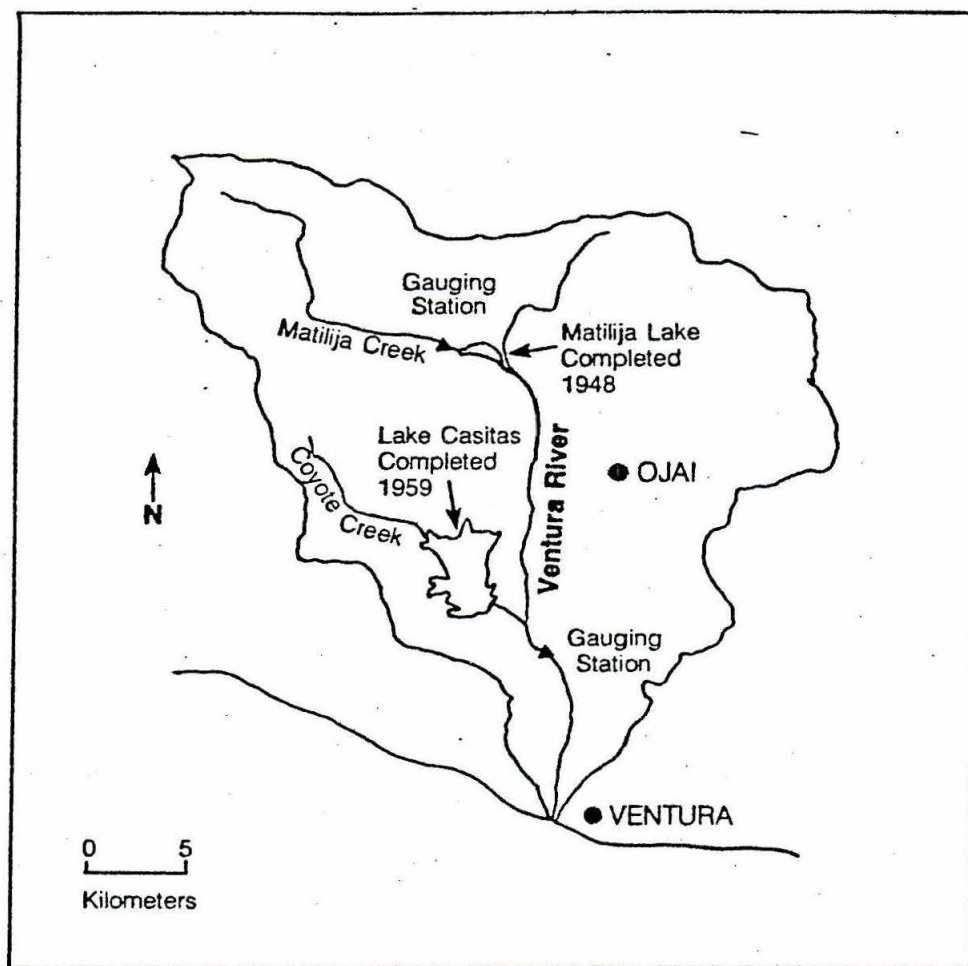 Gauging
Station
Matilija Creek
Matilija Lake
Completed
1948
Lake Casitas
Completed
1959
Coyote Creek
Ventura River
OJAI
N
Gauging
Station
VENTURA
0 5
Kilometers